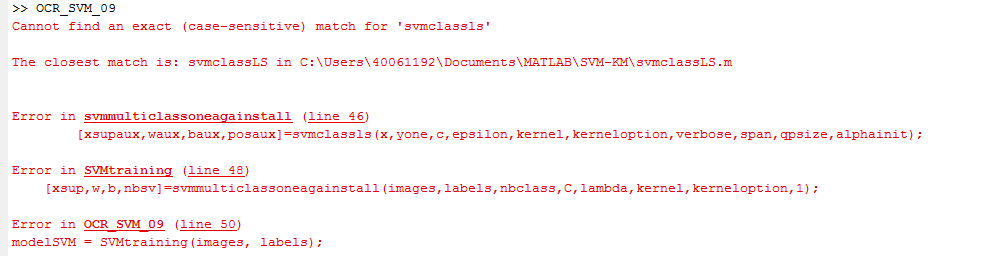 >> OCR_SVM_09
Cannot find an exact (case-sensitive) match for 'svmclassls'
The closest match is: svmclassLS in C:\Users\40061192\Documents\MATLAB\SVM-KM\svmclassLS.m
Error in svmmulticlassoneagainstall (line 46)
[xsupaux,waux,baux,posaux]=svmclassls(x,yone,c,epsilon,kernel,kerneloption,verbose,span,qpsize,alphainit);
Error in SVMtraining (line 48)
[xsup,w,b,nbsv]=svmmulticlassoneagainstall(images,labels,nbclass,C,lambda,kernel,kerneloption,1);
Error in OCR_SVM_09 (line 50)
modelSVM = SVMtraining(images, labels);